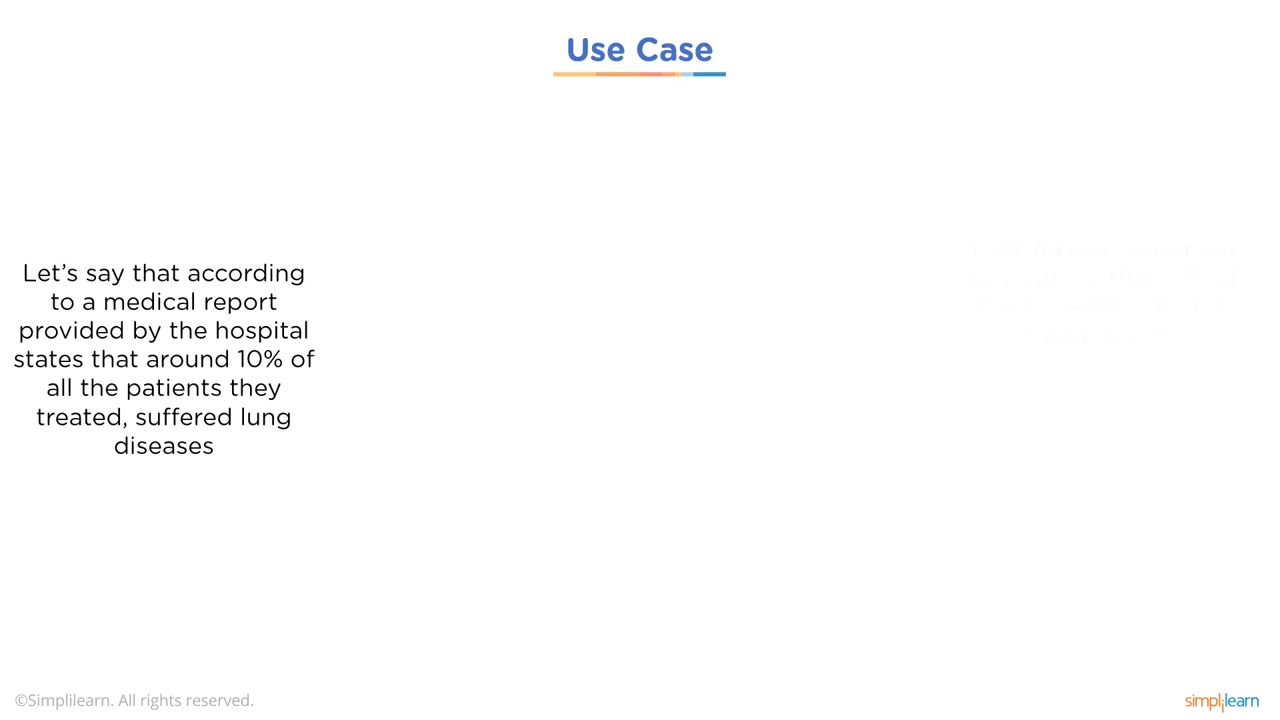 Use Case
Let’s say that according
to a medical report
provided by the hospital
states that around 10% of
all the patients they
treated, suffered lung
diseases
©Simplilearn. All rights reserved.
simplilearn